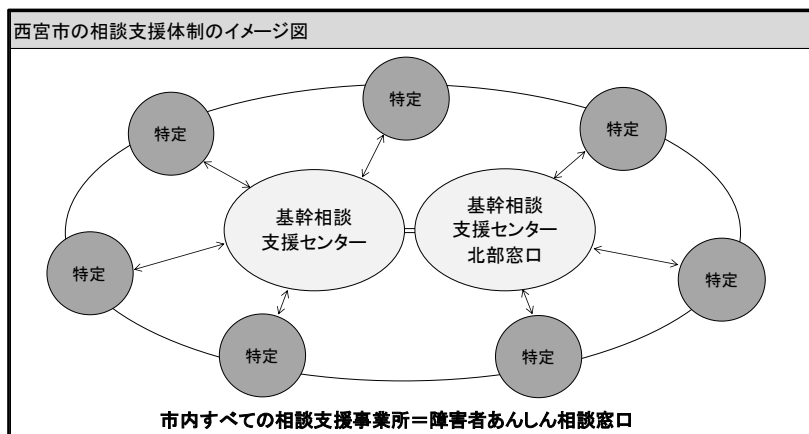 西宮市の相談支援体制のイメージ図
特定
特定
特定
基幹相談
支援センター
基幹相談
支援センター
北部窓口
特定
特定
特定
特定
市内すべての相談支援事業所＝障害者あんしん相談窓口